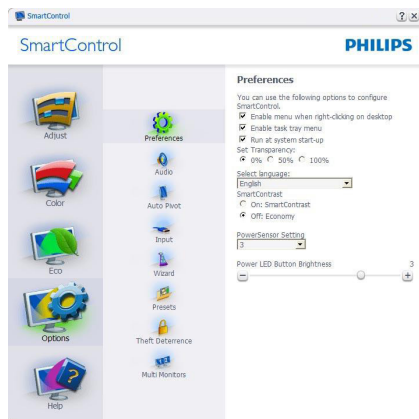 SmartControl
SmartControl
PHILIPS
Adjust
Color
Eco
Options
Help
Preferences
Audio
Auto Pivot
Input
Wizard
Presets
Theft Deterrence
Multi Monitors
Preferences
You can use the following options to configure
SmartControl.
Enable menu when right-clicking on desktop
Enable task tray menu
Run at system start-up
Set Transparency:
0% 50% 100%
Select language:
English
SmartContrast
On: SmartControl
Off: Economy
PowerSensor Setting
3
Power LED Button Brightness 3